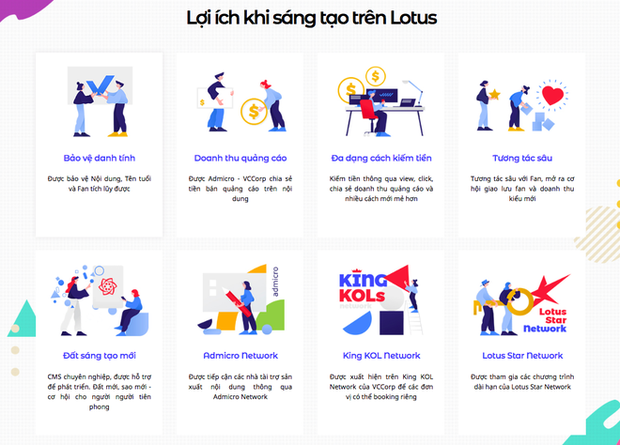 Lợi ích khi sáng tạo trên Lotus
Bảo vệ danh tính
Được bảo vệ Nội dung, Tên tuổi
và Fan tích lũy được
Doanh thu quảng cáo
Được Admicro - VCCorp chia sẻ
tiền bán quảng cáo trên nội
dung
Đa dạng cách kiếm tiền
Kiếm tiền thông qua view, click,
chia sẻ doanh thu quảng cáo và
nhiều cách mới mẻ hơn
Tương tác sâu
Tương tác sâu với Fan, mở ra cơ
hội giao lưu fan và doanh thu
kiểu mới
Đất sáng tạo mới
CMS chuyên nghiệp, được hỗ trợ
để phát triển. Đất mới, sao mới -
cơ hội cho người người tiên
phong
admicro
Admicro Network
Được tiếp cận các nhà tài trợ sản
xuất nội dung thông qua
Admicro Network
KING
KOLs
network
King KOL Network
Được xuất hiện trên King KOL
Network của VCCorp để các đơn
vị có thể booking riêng
Lotus
Star
Network
Lotus Star Network
Được tham gia các chương trình
dài hạn của Lotus Star Network